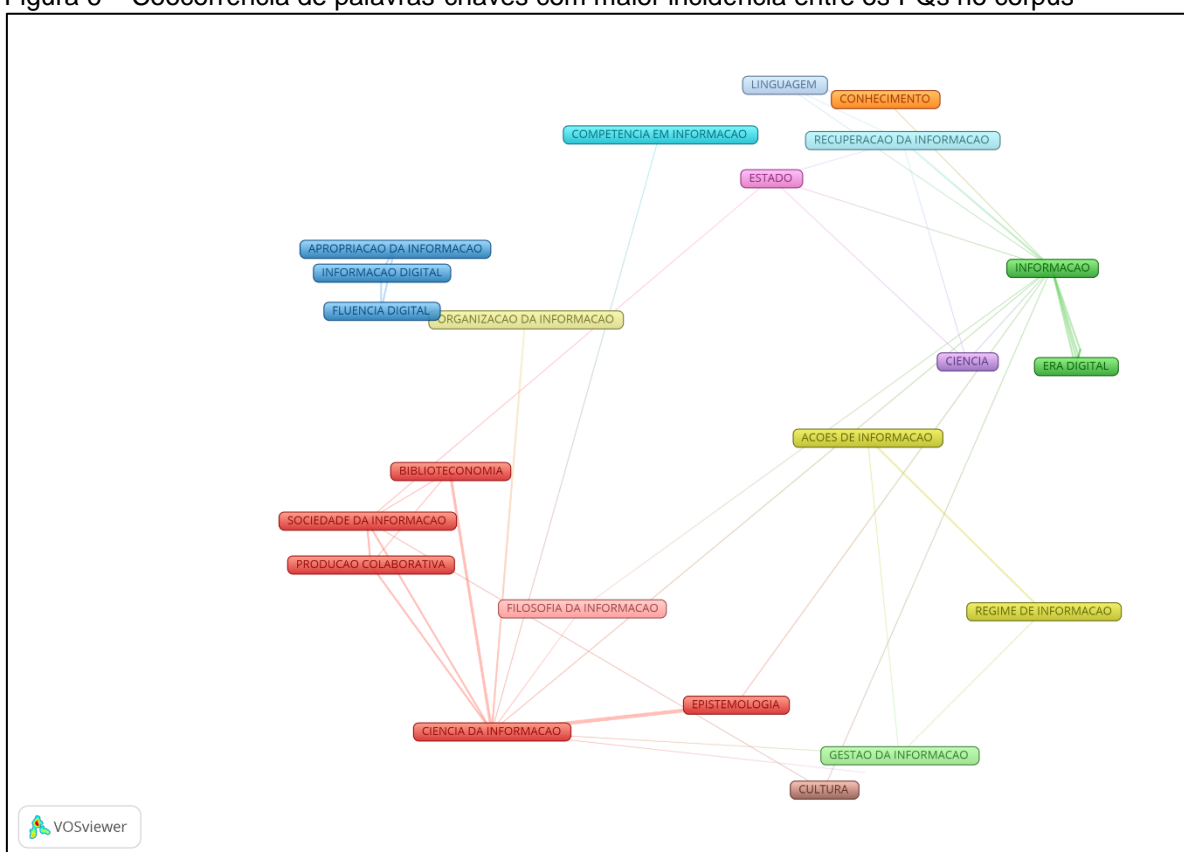 Coocorrência de palavras-chaves com maior incidência entre os PQs no corpus
LINGUAGEM
CONHECIMENTO
COMPETENCIA EM INFORMACAO
RECUPERACAO DA INFORMACAO
ESTADO
APROPRIACAO DA INFORMACAO
INFORMACAO
INFORMACAO DIGITAL
FLUENCIA DIGITAL
ORGANIZACAO DA INFORMACAO
CIENCIA
ERA DIGITAL
ACOES DE INFORMACAO
BIBLIOTECONOMIA
SOCIEDADE DA INFORMACAO
PRODUCAO COLABORATIVA
FILOSOFIA DA INFORMACAO
REGIME DE INFORMACAO
EPISTEMOLOGIA
CIENCIA DA INFORMACAO
GESTAO DA INFORMACAO
CULTURA
VOSviewer